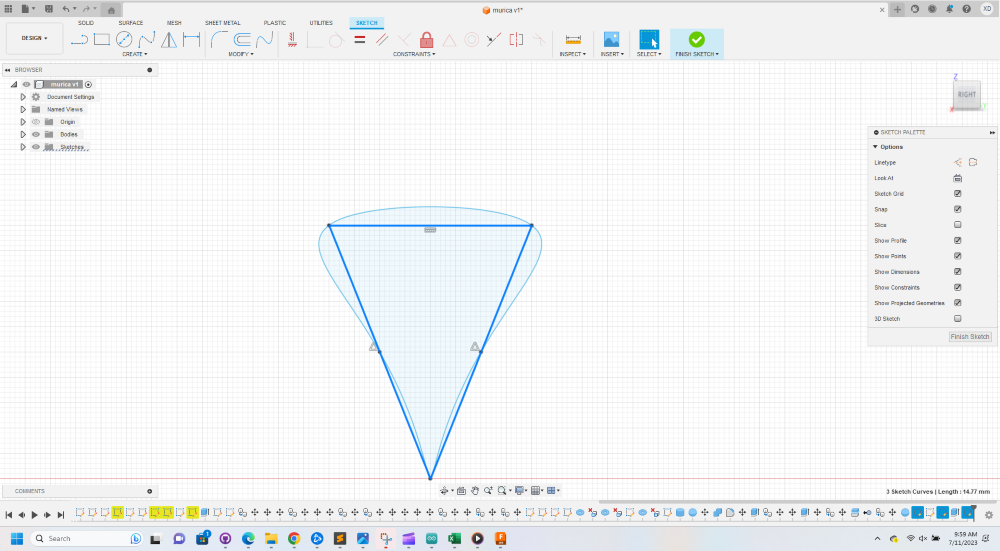 murica v1*
XD
SOLID SURFACE MESH SHEET METAL PLASTIC UTILITIES SKETCH
DESIGN
CREATE MODIFY CONSTRAINTS INSPECT INSERT SELECT FINISH SKETCH
BROWSER
murica v1
Document Settings
Named Views
Origin
Bodies
Sketches
Z
RIGHT
SKETCH PALETTE
Options
Linetype
Look At
Sketch Grid
Snap
Slice
Show Profile
Show Points
Show Dimensions
Show Constraints
Show Projected Geometries
3D Sketch
Finish Sketch
COMMENTS
3 Sketch Curves | Length : 14.77 mm
Search
9:59 AM
7/11/2023